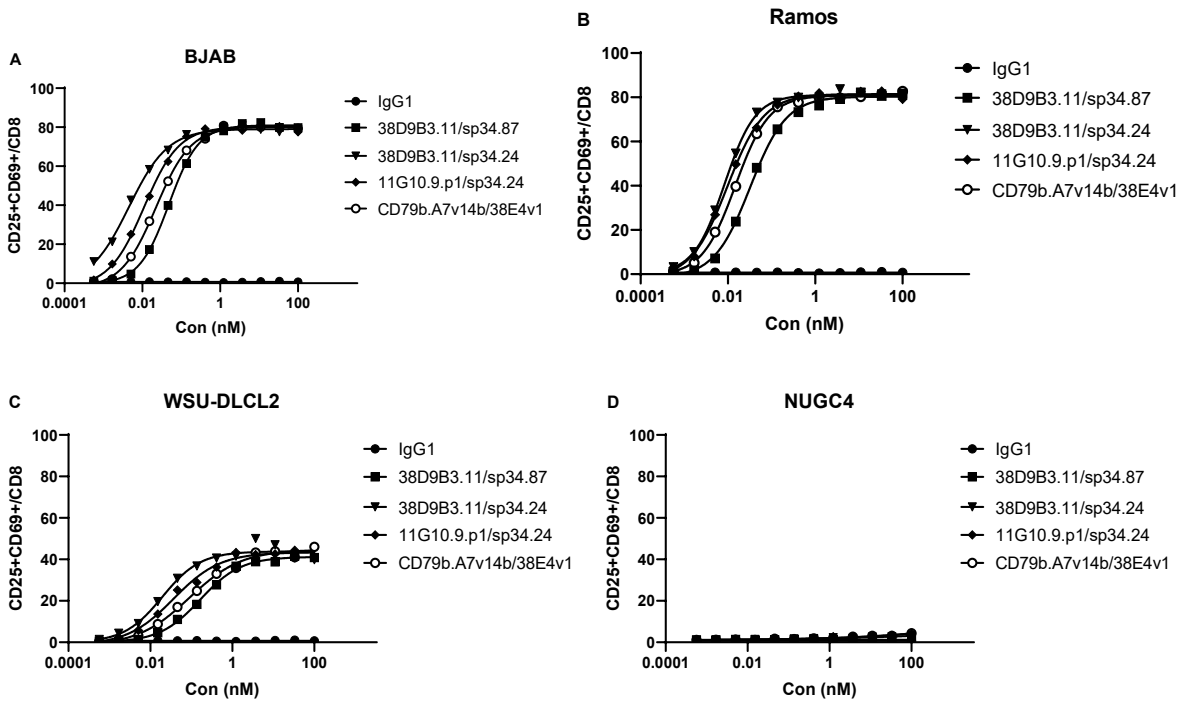 A
BJAB
CD25+CD69+/CD8
100
80
60
40
20
0
0.0001
0.01
1
100
Con (nM)
IgG1
38D9B3.11/sp34.87
38D9B3.11/sp34.24
11G10.9.p1/sp34.24
CD79b.A7v14b/38E4v1
B
Ramos
CD25+CD69+/CD8
100
80
60
40
20
0
0.0001
0.01
1
100
Con (nM)
IgG1
38D9B3.11/sp34.87
38D9B3.11/sp34.24
11G10.9.p1/sp34.24
CD79b.A7v14b/38E4v1
C
WSU-DLCL2
CD25+CD69+/CD8
100
80
60
40
20
0
0.0001
0.01
1
100
Con (nM)
IgG1
38D9B3.11/sp34.87
38D9B3.11/sp34.24
11G10.9.p1/sp34.24
CD79b.A7v14b/38E4v1
D
NUGC4
CD25+CD69+/CD8
100
80
60
40
20
0
0.0001
0.01
1
100
Con (nM)
IgG1
38D9B3.11/sp34.87
38D9B3.11/sp34.24
11G10.9.p1/sp34.24
CD79b.A7v14b/38E4v1